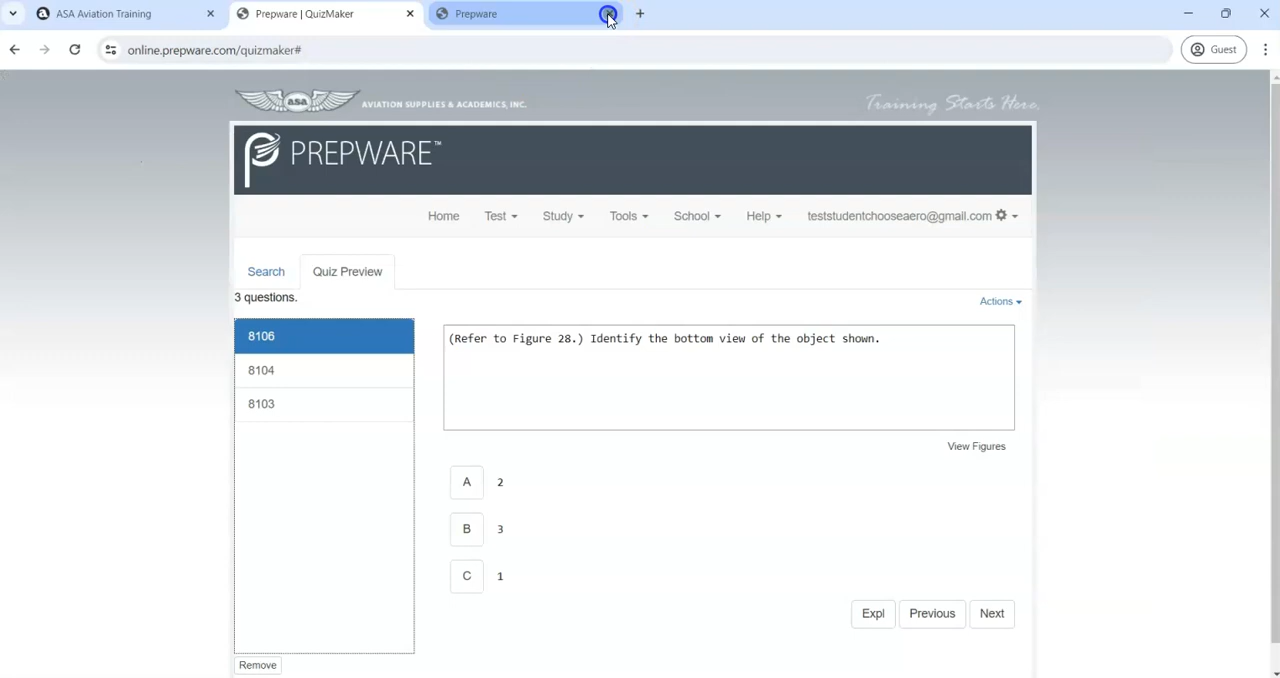 ASA Aviation Training
Prepware | QuizMaker
Prepware
online.prepware.com/quizmaker#
Guest
asa AVIATION SUPPLIES & ACADEMICS, INC.
Training Starts Here.
PREPWARE™
Home Test Study Tools School Help teststudentchooseaero@gmail.com
Search Quiz Preview
3 questions.
Actions
8106
8104
8103
(Refer to Figure 28.) Identify the bottom view of the object shown.
View Figures
A 2
B 3
C 1
Expl Previous Next
Remove